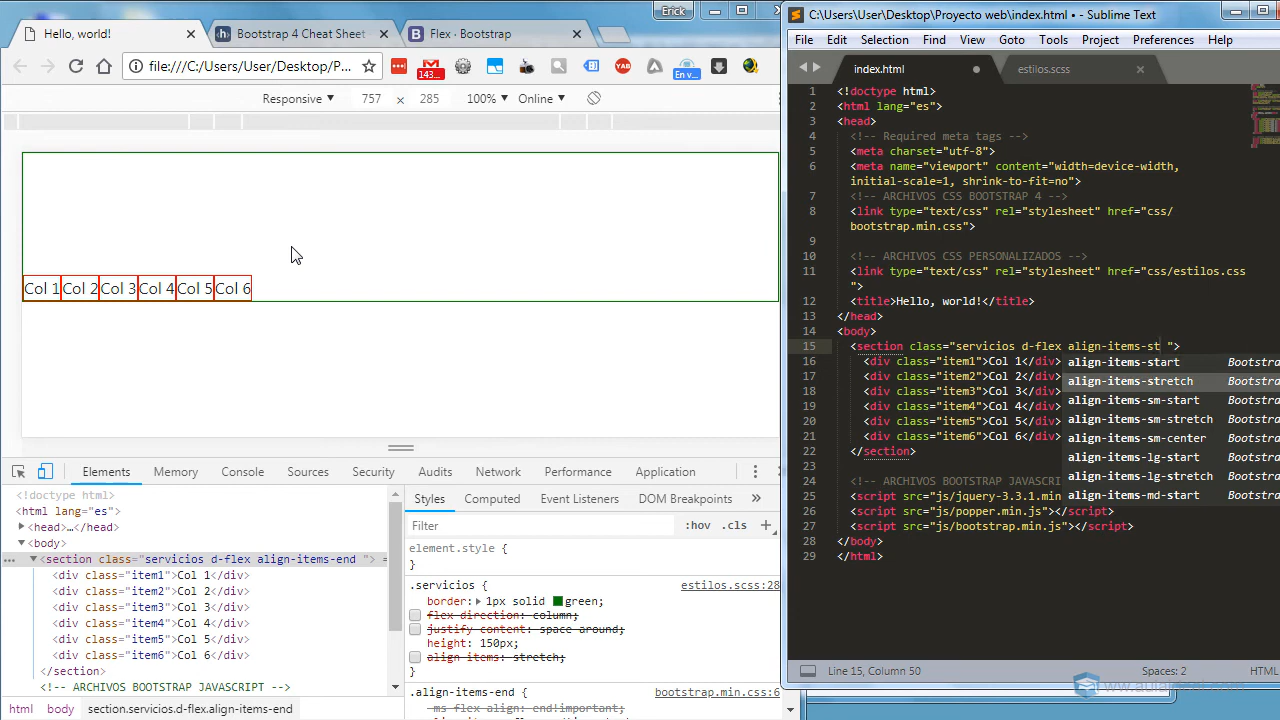 Erick
Hello, world!
Bootstrap 4 Cheat Sheet
Flex · Bootstrap
file:///C:/Users/User/Desktop/P...
143...
YAB
En v...
Responsive
757 × 285
100%
Online
Col 1 Col 2 Col 3 Col 4 Col 5 Col 6
Elements Memory Console Sources Security Audits Network Performance
<!doctype html>
<html lang="es">
<head>…</head>
<body>
<section class="servicios d-flex align-items-end ">
<div class="item1">Col 1</div>
<div class="item2">Col 2</div>
<div class="item3">Col 3</div>
<div class="item4">Col 4</div>
<div class="item5">Col 5</div>
<div class="item6">Col 6</div>
</section>
<!-- ARCHIVOS BOOTSTRAP JAVASCRIPT -->
html body section.servicios.d-flex.align-items-end
Styles Computed Event Listeners DOM Breakpoints »
Filter
:hov .cls +
element.style {
}
.servicios { estilos.scss:28
border: 1px solid green;
flex-direction: column;
justify-content: space-around;
height: 150px;
align-items: stretch;
}
.align-items-end { bootstrap.min.css:6
-ms-flex-align: end!important;
C:\Users\User\Desktop\Proyecto web\index.html • - Sublime Text
File Edit Selection Find View Goto Tools Project Preferences Help
index.html
estilos.scss
1 <!doctype html>
2 <html lang="es">
3 <head>
4 <!-- Required meta tags -->
5 <meta charset="utf-8">
6 <meta name="viewport" content="width=device-width,
initial-scale=1, shrink-to-fit=no">
7 <!-- ARCHIVOS CSS BOOTSTRAP 4 -->
8 <link type="text/css" rel="stylesheet" href="css/
bootstrap.min.css">
9
10 <!-- ARCHIVOS CSS PERSONALIZADOS -->
11 <link type="text/css" rel="stylesheet" href="css/estilos.css
">
12 <title>Hello, world!</title>
13 </head>
14 <body>
15 <section class="servicios d-flex align-items-st ">
16 <div class="item1">Col 1</div>
17 <div class="item2">Col 2</div>
18 <div class="item3">Col 3</div>
19 <div class="item4">Col 4</div>
20 <div class="item5">Col 5</div>
21 <div class="item6">Col 6</div>
22 </section>
23
24 <!-- ARCHIVOS BOOTSTRAP JAVASCRI
25 <script src="js/jquery-3.3.1.min
26 <script src="js/popper.min.js"></script>
27 <script src="js/bootstrap.min.js"></script>
28 </body>
29 </html>
align-items-start Bootstra
align-items-stretch Bootstra
align-items-sm-start Bootstra
align-items-sm-stretch Bootstra
align-items-sm-center Bootstra
align-items-lg-start Bootstra
align-items-lg-stretch Bootstra
align-items-md-start Bootstra
Line 15, Column 50
Spaces: 2
HTML